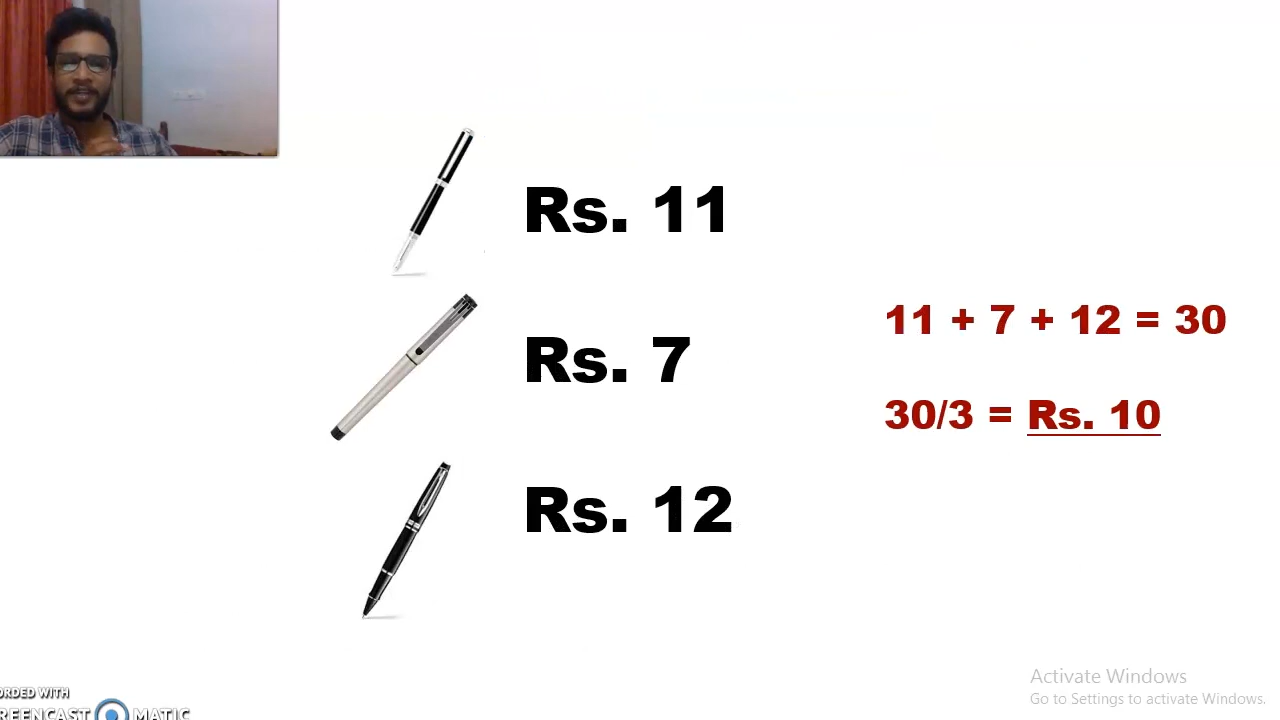 Rs. 11
11 + 7 + 12 = 30
Rs. 7
30/3 = Rs. 10
Rs. 12
Activate Windows
Go to Settings to activate Windows.
ORDED WITH
REENCAST MATIC